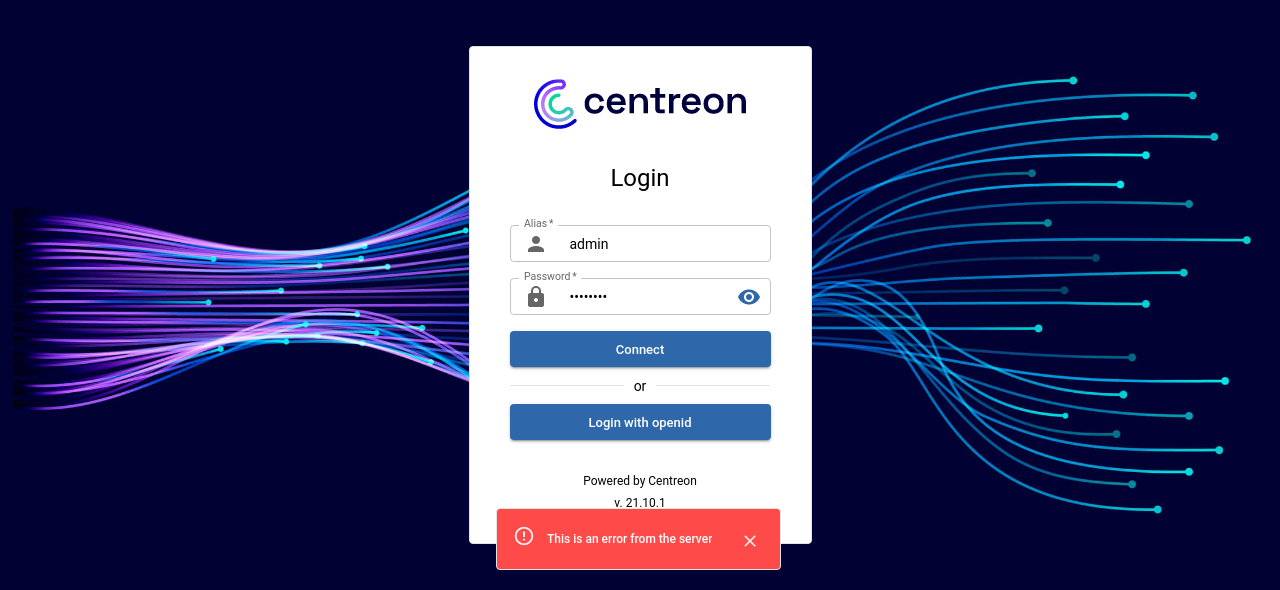 centreon
Login
Alias *
admin
Password *
••••••••
Connect
or
Login with openid
Powered by Centreon
v. 21.10.1
This is an error from the server